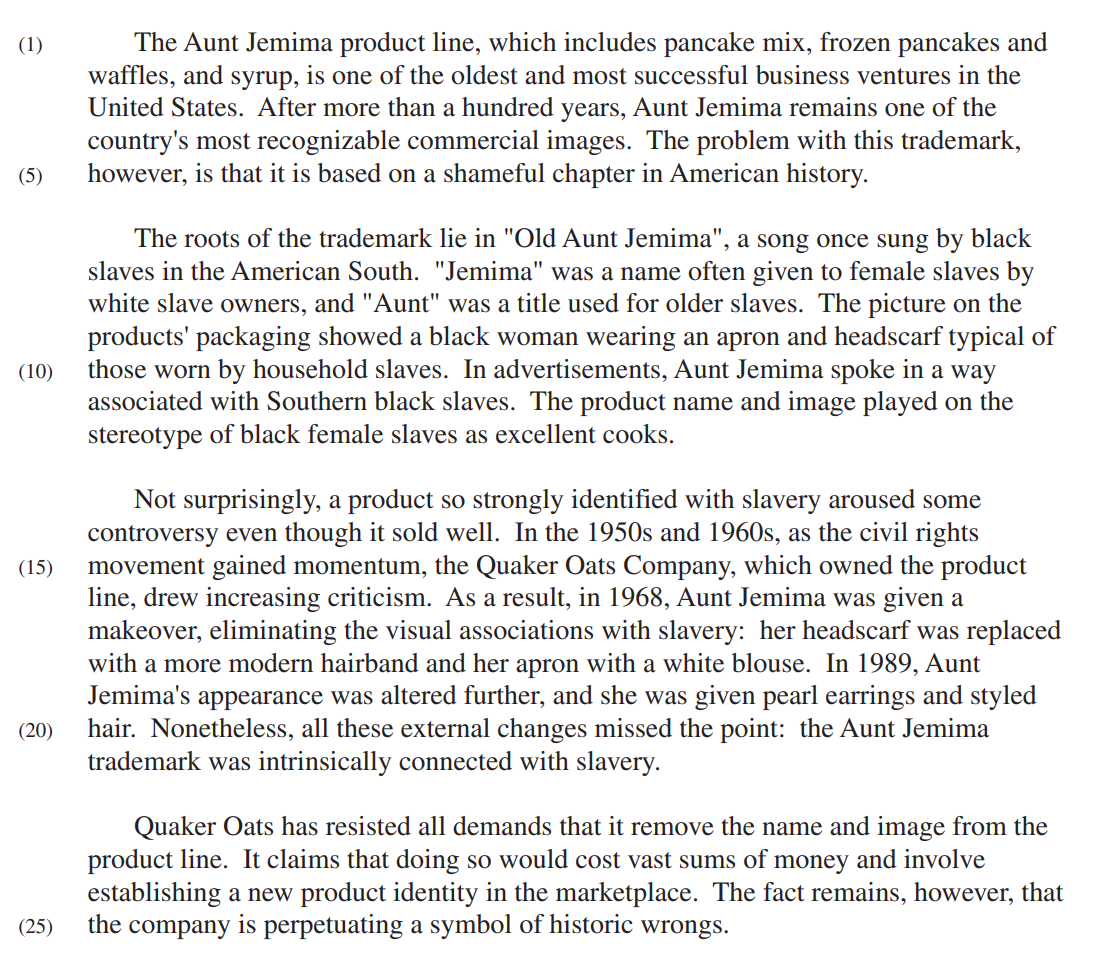 (1) The Aunt Jemima product line, which includes pancake mix, frozen pancakes and
waffles, and syrup, is one of the oldest and most successful business ventures in the
United States. After more than a hundred years, Aunt Jemima remains one of the
country's most recognizable commercial images. The problem with this trademark,
(5) however, is that it is based on a shameful chapter in American history.
The roots of the trademark lie in "Old Aunt Jemima", a song once sung by black
slaves in the American South. "Jemima" was a name often given to female slaves by
white slave owners, and "Aunt" was a title used for older slaves. The picture on the
products' packaging showed a black woman wearing an apron and headscarf typical of
(10) those worn by household slaves. In advertisements, Aunt Jemima spoke in a way
associated with Southern black slaves. The product name and image played on the
stereotype of black female slaves as excellent cooks.
Not surprisingly, a product so strongly identified with slavery aroused some
controversy even though it sold well. In the 1950s and 1960s, as the civil rights
(15) movement gained momentum, the Quaker Oats Company, which owned the product
line, drew increasing criticism. As a result, in 1968, Aunt Jemima was given a
makeover, eliminating the visual associations with slavery: her headscarf was replaced
with a more modern hairband and her apron with a white blouse. In 1989, Aunt
Jemima's appearance was altered further, and she was given pearl earrings and styled
(20) hair. Nonetheless, all these external changes missed the point: the Aunt Jemima
trademark was intrinsically connected with slavery.
Quaker Oats has resisted all demands that it remove the name and image from the
product line. It claims that doing so would cost vast sums of money and involve
establishing a new product identity in the marketplace. The fact remains, however, that
(25) the company is perpetuating a symbol of historic wrongs.